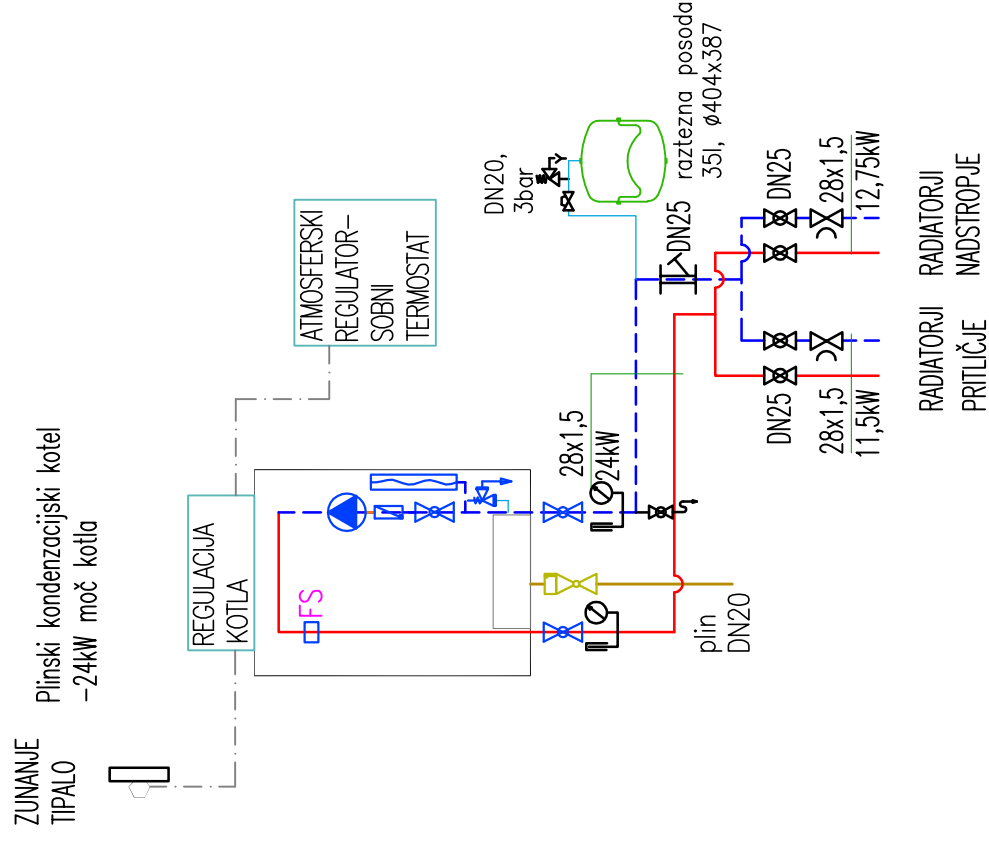 ZUNANJE
TIPALO
Plinski kondenzacijski kotel
-24kW moč kotla
REGULACIJA
KOTLA
ATMOSFERSKI
REGULATOR-
SOBNI
TERMOSTAT
FS
DN20,
3bar
raztezna posoda
35l, ø404x387
28x1,5
24kW
DN25
plin
DN20
DN25
28x1,5
11,5kW
DN25
28x1,5
12,75kW
RADIATORJI
PRITLIČJE
RADIATORJI
NADSTROPJE